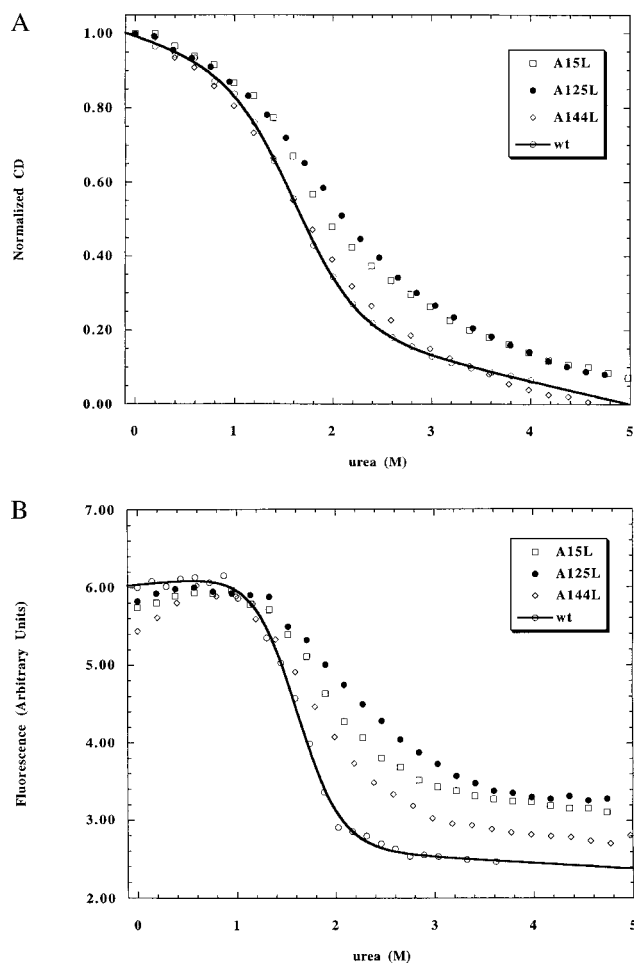 A
1.00
0.80
0.60
0.40
0.20
0.00
Normalized CD
A15L
A125L
A144L
wt
0
1
2
3
4
5
urea (M)
B
7.00
6.00
5.00
4.00
3.00
2.00
Fluorescence (Arbitrary Units)
A15L
A125L
A144L
wt
0
1
2
3
4
5
urea (M)